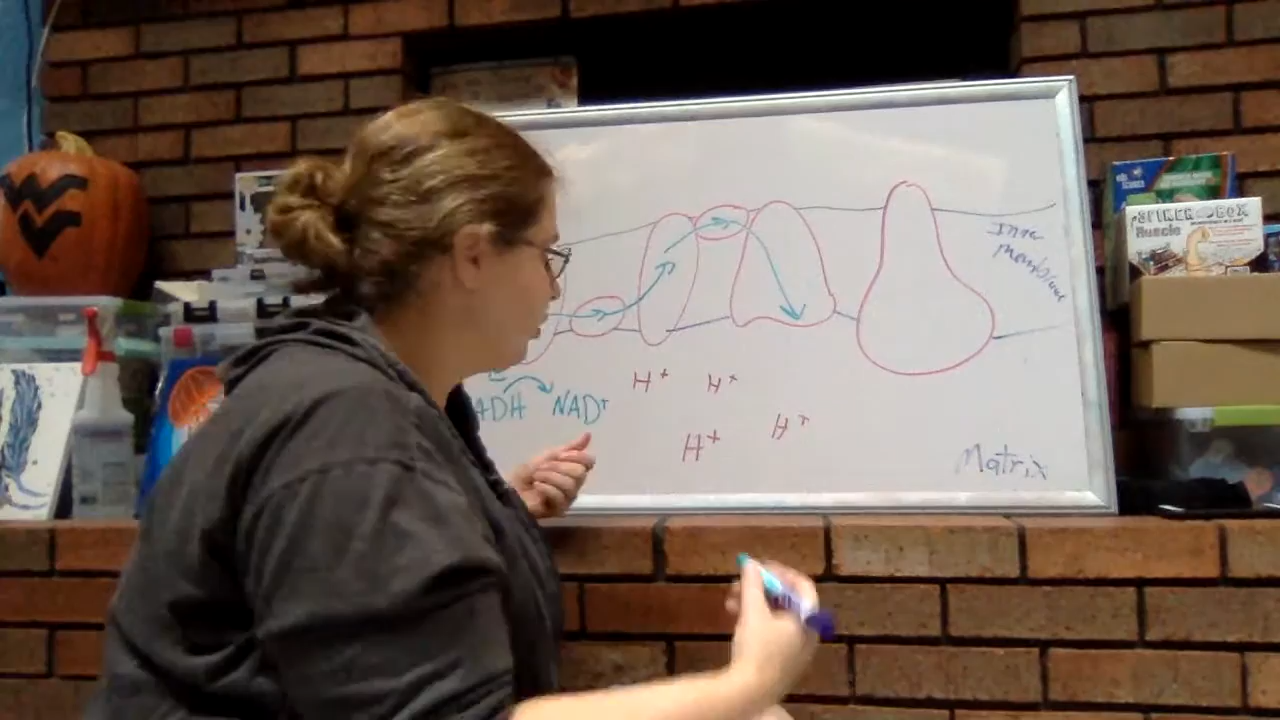 Inner
membrane
SPIKER BOX
Muscle
ADH
NAD+
H+
H+
H+
H+
Matrix